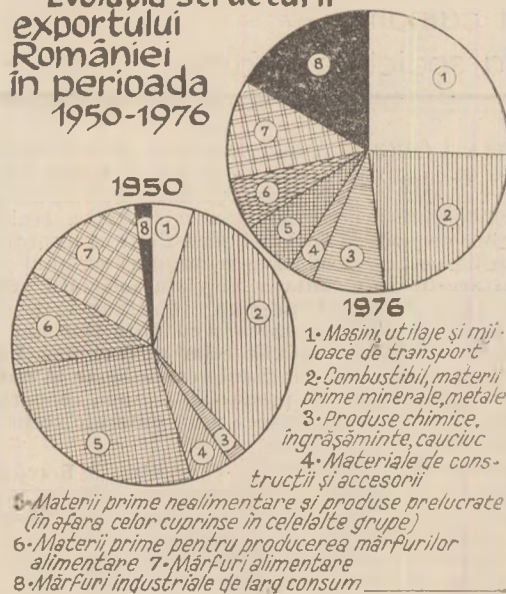 Evoluția structurii
exportului
României
în perioada
1950-1976
8
1
7
6
5
4
3
2
1976
1950
8
1
7
2
6
5
4
3
1•Mașini, utilaje și mij-
loace de transport
2•Combustibil, materii
prime minerale, metale
3•Produse chimice,
îngrășăminte, cauciuc
4•Materiale de cons-
trucții și accesorii
5•Materii prime nealimentare și produse prelucrate
(în afara celor cuprinse în celelalte grupe)
6•Materii prime pentru producerea mărfurilor
alimentare 7•Mărfuri alimentare
8•Mărfuri industriale de larg consum